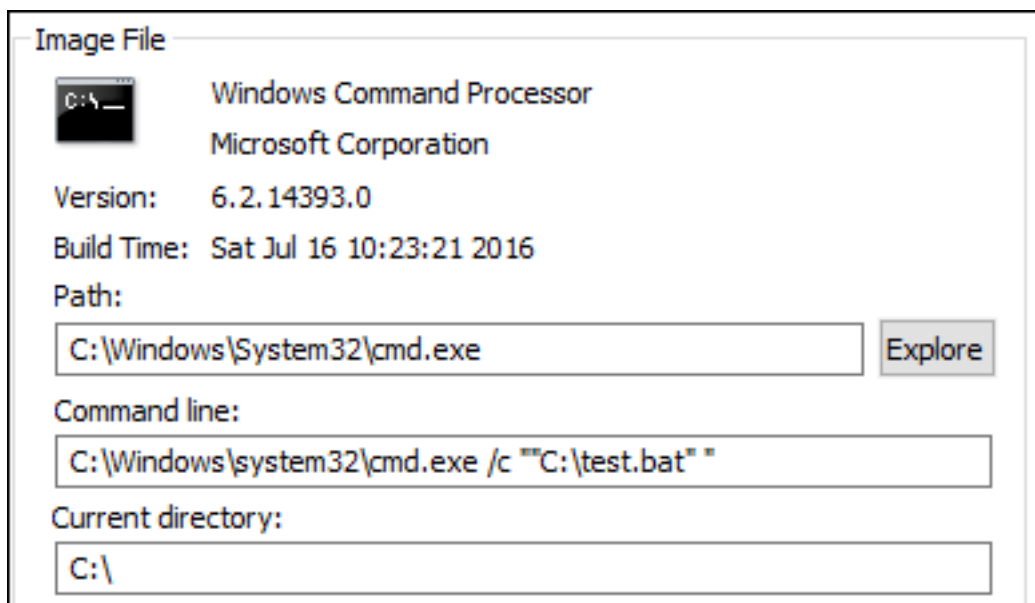 Image File
C:\
Windows Command Processor
Microsoft Corporation
Version: 6.2.14393.0
Build Time: Sat Jul 16 10:23:21 2016
Path:
C:\Windows\System32\cmd.exe Explore
Command line:
C:\Windows\system32\cmd.exe /c ""C:\test.bat" "
Current directory:
C:\